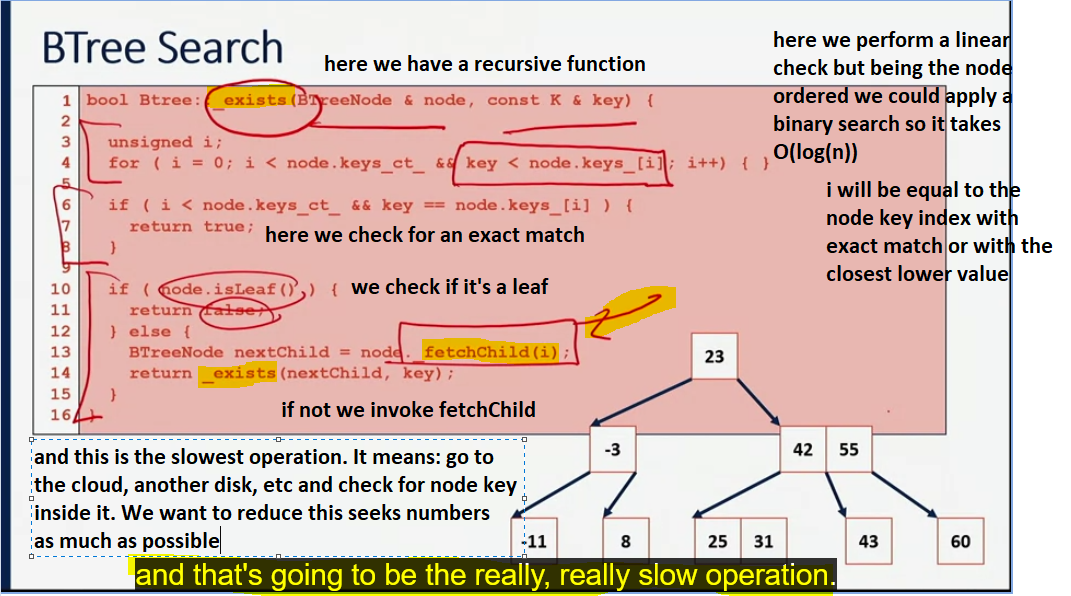 BTree Search
here we have a recursive function
here we perform a linear
check but being the node
ordered we could apply a
binary search so it takes
O(log(n))
i will be equal to the
node key index with
exact match or with the
closest lower value
1 bool Btree::_exists(BTreeNode & node, const K & key) {
2
3 unsigned i;
4 for ( i = 0; i < node.keys_ct_ && key < node.keys_[i]; i++) { }
5
6 if ( i < node.keys_ct_ && key == node.keys_[i] ) {
7 return true;
8 }
here we check for an exact match
9
10 if ( node.isLeaf() ) {
we check if it's a leaf
11 return false;
12 } else {
13 BTreeNode nextChild = node._fetchChild(i);
14 return _exists(nextChild, key);
15 }
16 }
if not we invoke fetchChild
and this is the slowest operation. It means: go to
the cloud, another disk, etc and check for node key
inside it. We want to reduce this seeks numbers
as much as possible
23
-3 42 55
-11 8 25 31 43 60
and that's going to be the really, really slow operation.